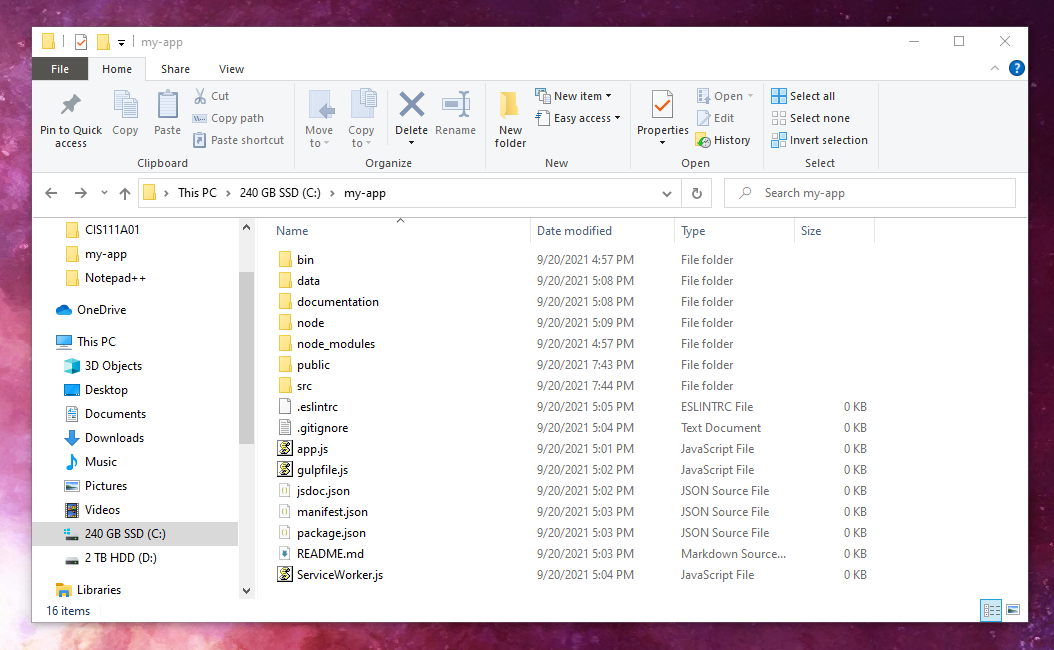 my-app
File Home Share View
Pin to Quick access
Copy
Paste
Cut
Copy path
Paste shortcut
Clipboard
Move to
Copy to
Delete
Rename
Organize
New folder
New item
Easy access
New
Properties
Open
Edit
History
Open
Select all
Select none
Invert selection
Select
This PC › 240 GB SSD (C:) › my-app
Search my-app
CIS111A01
my-app
Notepad++
OneDrive
This PC
3D Objects
Desktop
Documents
Downloads
Music
Pictures
Videos
240 GB SSD (C:)
2 TB HDD (D:)
Libraries
Name Date modified Type Size
bin 9/20/2021 4:57 PM File folder
data 9/20/2021 5:08 PM File folder
documentation 9/20/2021 5:08 PM File folder
node 9/20/2021 5:09 PM File folder
node_modules 9/20/2021 4:57 PM File folder
public 9/20/2021 7:43 PM File folder
src 9/20/2021 7:44 PM File folder
.eslintrc 9/20/2021 5:05 PM ESLINTRC File 0 KB
.gitignore 9/20/2021 5:04 PM Text Document 0 KB
app.js 9/20/2021 5:01 PM JavaScript File 0 KB
gulpfile.js 9/20/2021 5:02 PM JavaScript File 0 KB
jsdoc.json 9/20/2021 5:02 PM JSON Source File 0 KB
manifest.json 9/20/2021 5:03 PM JSON Source File 0 KB
package.json 9/20/2021 5:03 PM JSON Source File 0 KB
README.md 9/20/2021 5:03 PM Markdown Source... 0 KB
ServiceWorker.js 9/20/2021 5:04 PM JavaScript File 0 KB
16 items